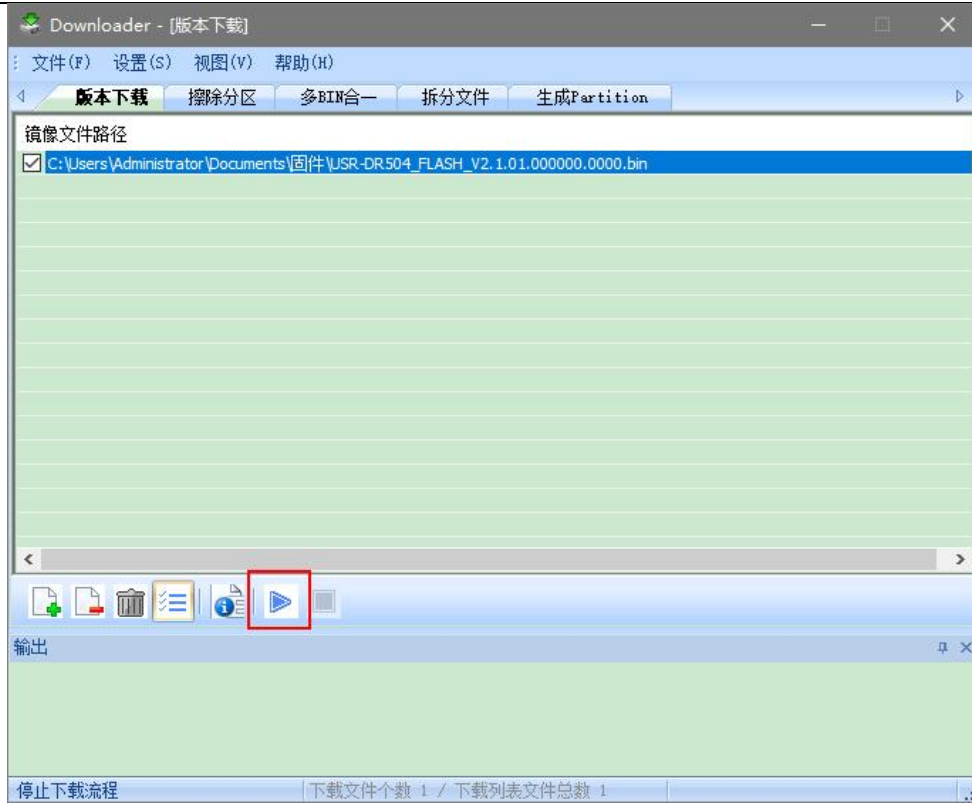 Downloader - [版本下载]
文件(F) 设置(S) 视图(V) 帮助(H)
版本下载 擦除分区 多BIN合一 拆分文件 生成Partition
镜像文件路径
C:\Users\Administrator\Documents\固件\USR-DR504_FLASH_V2.1.01.000000.0000.bin
输出
停止下载流程 下载文件个数 1 / 下载列表文件总数 1